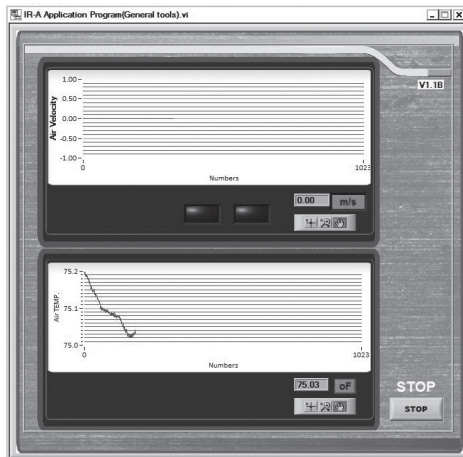 IR-A Application Program(General tools).vi
V1.1B
Air Velocity
1.00
0.50
0.00
-0.50
-1.00
0
1023
Numbers
0.00 m/s
Air TEMP.
75.2
75.1
75.0
0
1023
Numbers
75.03 oF
STOP
STOP